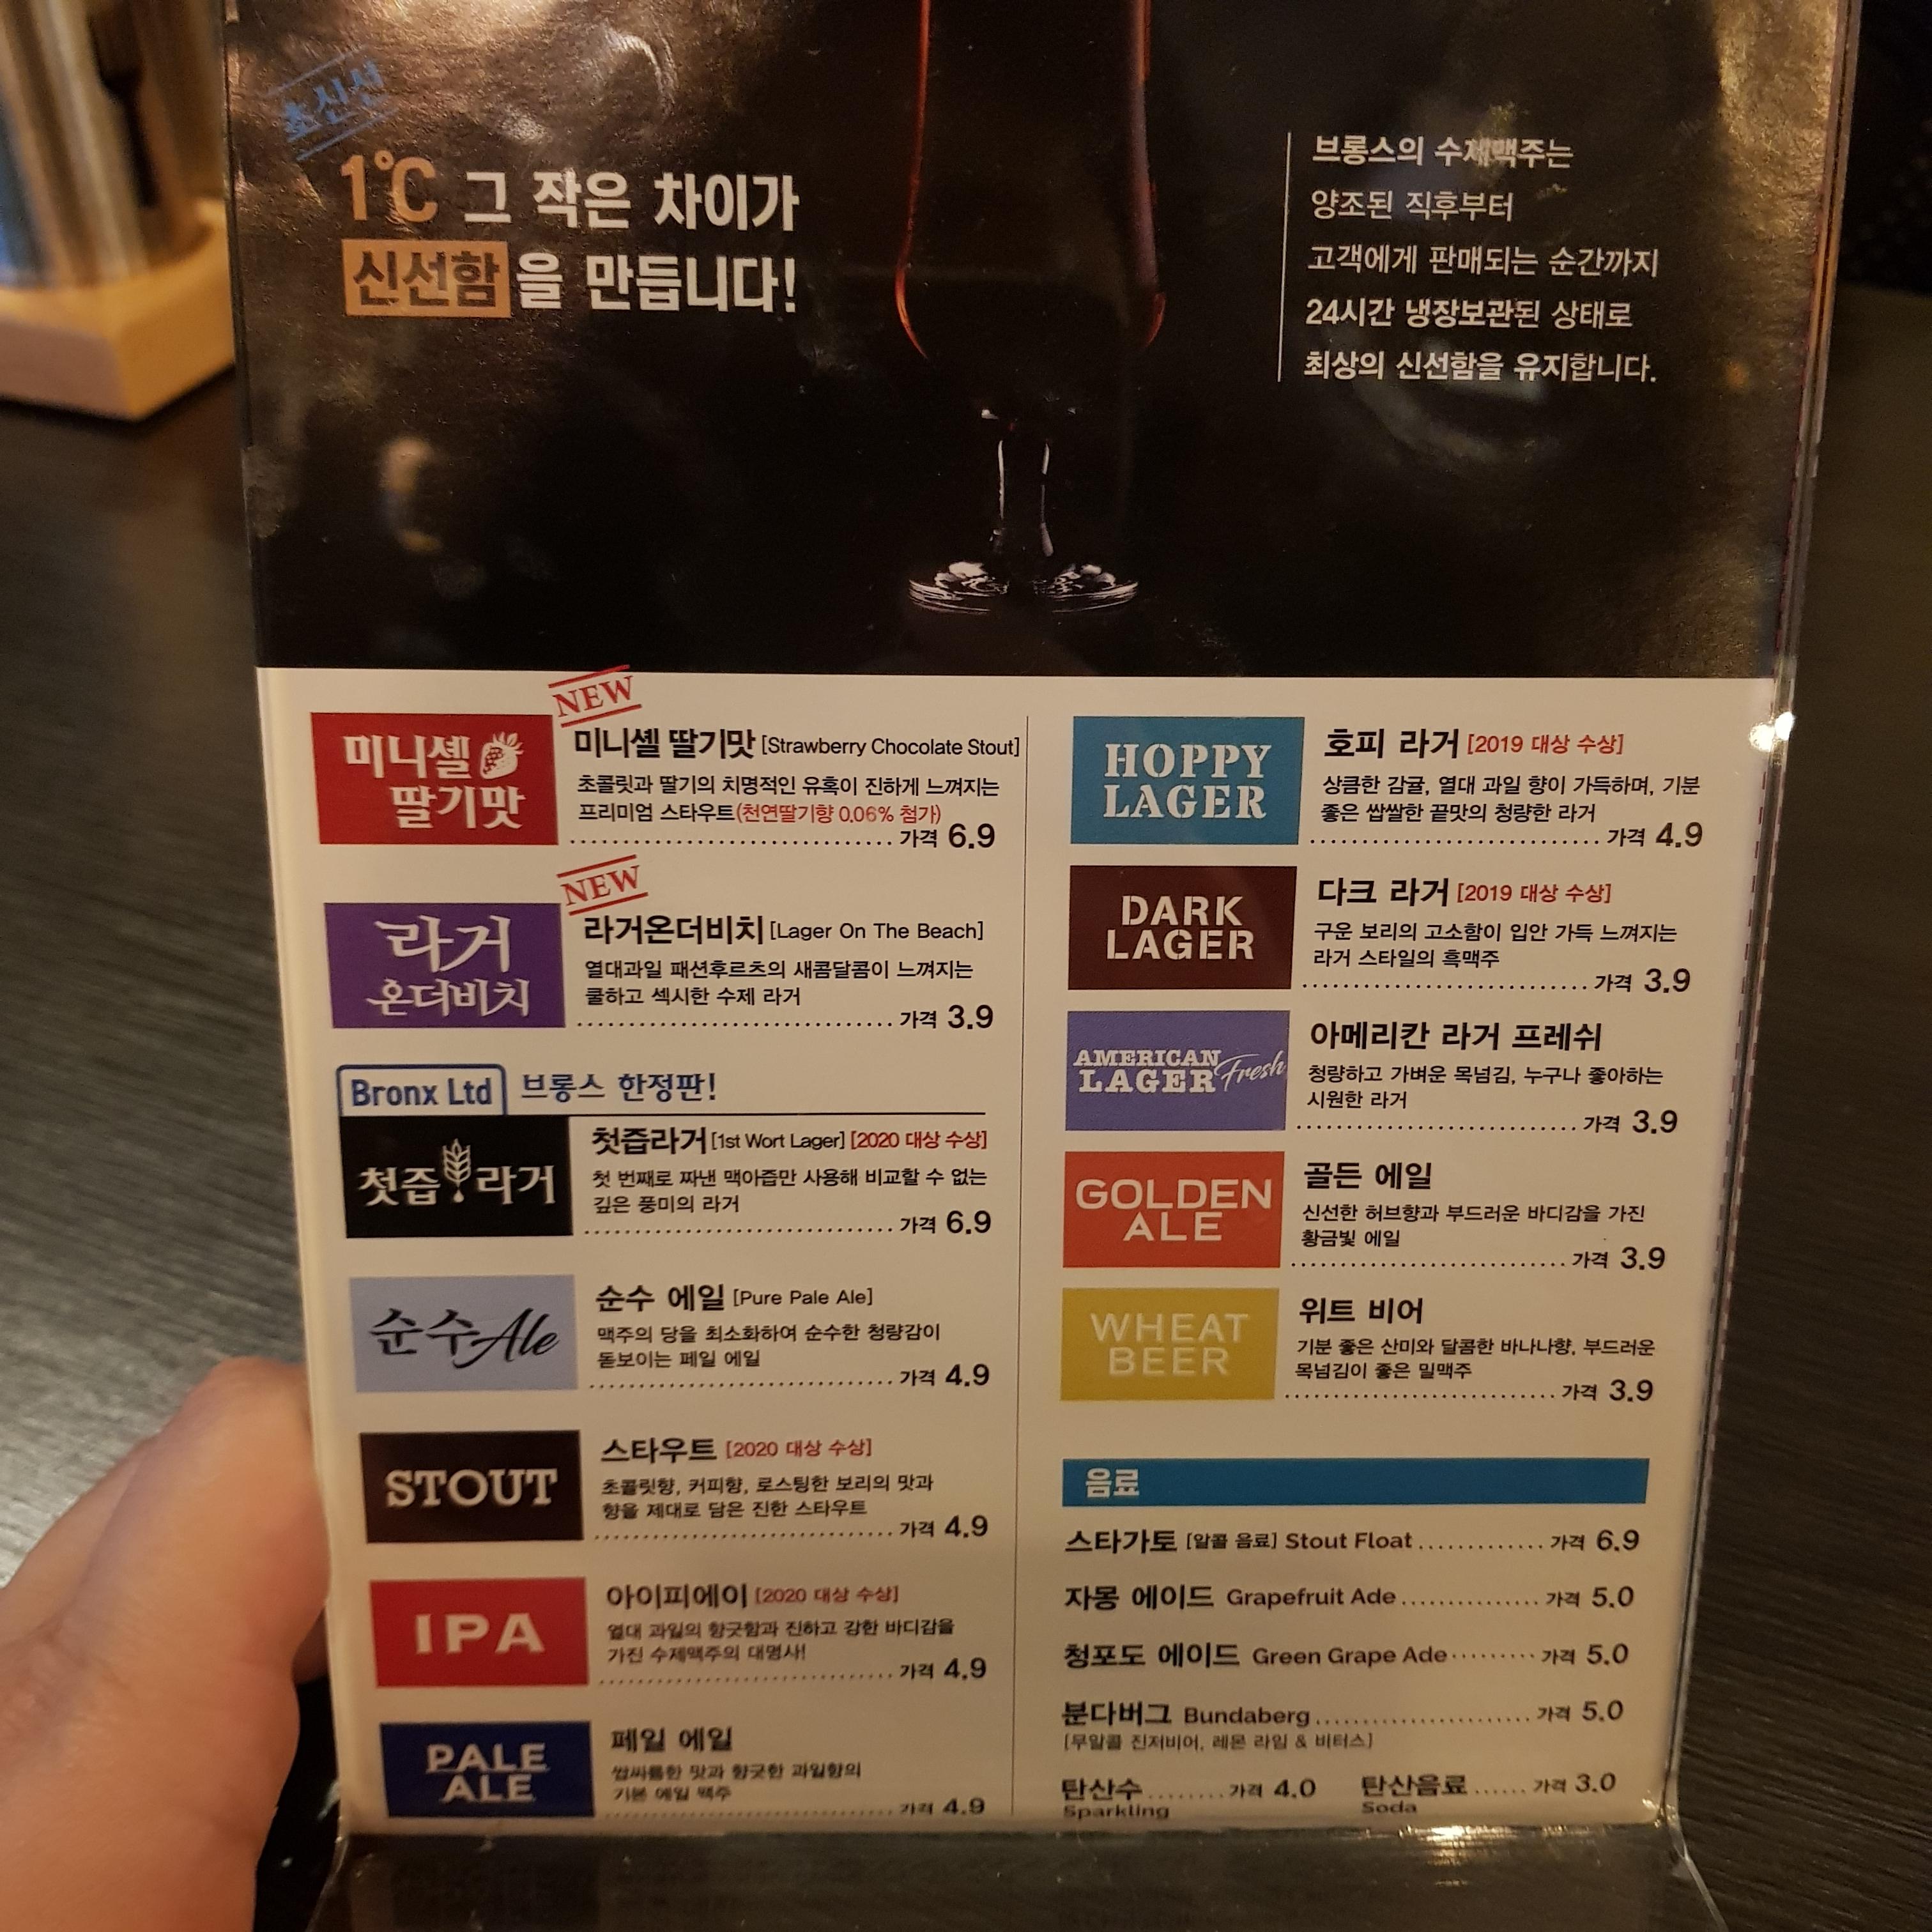 초신선
1℃ 그 작은 차이가
신선함을 만듭니다!
브롱스의 수제맥주는
양조된 직후부터
고객에게 판매되는 순간까지
24시간 냉장보관된 상태로
최상의 신선함을 유지합니다.
NEW
미니셸
딸기맛
미니셸 딸기맛 [Strawberry Chocolate Stout]
초콜릿과 딸기의 치명적인 유혹이 진하게 느껴지는
프리미엄 스타우트(천연딸기향 0.06% 첨가)
가격 6.9
NEW
라거
온더비치
라거온더비치 [Lager On The Beach]
열대과일 패션후르츠의 새콤달콤이 느껴지는
쿨하고 섹시한 수제 라거
가격 3.9
Bronx Ltd 브롱스 한정판!
첫즙라거
첫즙라거 [1st Wort Lager] [2020 대상 수상]
첫 번째로 짜낸 맥아즙만 사용해 비교할 수 없는
깊은 풍미의 라거
가격 6.9
순수Ale
순수 에일 [Pure Pale Ale]
맥주의 당을 최소화하여 순수한 청량감이
돋보이는 페일 에일
가격 4.9
STOUT
스타우트 [2020 대상 수상]
초콜릿향, 커피향, 로스팅한 보리의 맛과
향을 제대로 담은 진한 스타우트
가격 4.9
IPA
아이피에이 [2020 대상 수상]
열대 과일의 향긋함과 진하고 강한 바디감을
가진 수제맥주의 대명사!
가격 4.9
PALE
ALE
페일 에일
쌉싸름한 맛과 향긋한 과일향의
기본 에일 맥주
가격 4.9
HOPPY
LAGER
호피 라거 [2019 대상 수상]
상큼한 감귤, 열대 과일 향이 가득하며, 기분
좋은 쌉쌀한 끝맛의 청량한 라거
가격 4.9
DARK
LAGER
다크 라거 [2019 대상 수상]
구운 보리의 고소함이 입안 가득 느껴지는
라거 스타일의 흑맥주
가격 3.9
AMERICAN
LAGER Fresh
아메리칸 라거 프레쉬
청량하고 가벼운 목넘김, 누구나 좋아하는
시원한 라거
가격 3.9
GOLDEN
ALE
골든 에일
신선한 허브향과 부드러운 바디감을 가진
황금빛 에일
가격 3.9
WHEAT
BEER
위트 비어
기분 좋은 산미와 달콤한 바나나향, 부드러운
목넘김이 좋은 밀맥주
가격 3.9
음료
스타가토 [알콜 음료] Stout Float 가격 6.9
자몽 에이드 Grapefruit Ade 가격 5.0
청포도 에이드 Green Grape Ade 가격 5.0
분다버그 Bundaberg 가격 5.0
[무알콜 진저비어, 레몬 라임 & 비터스]
탄산수 가격 4.0 탄산음료 가격 3.0
Sparkling Soda